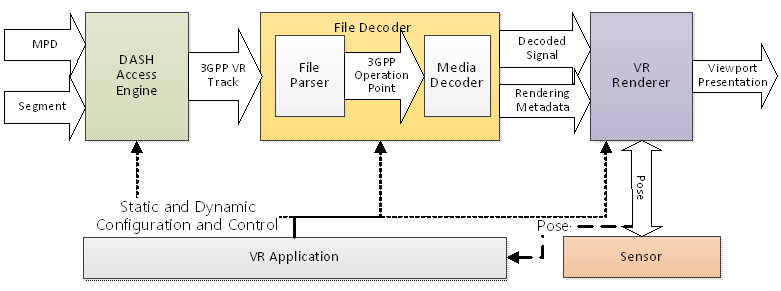 MPD
Segment
DASH
Access
Engine
3GPP VR
Track
File Decoder
File
Parser
3GPP
Operation
Point
Media
Decoder
Decoded
Signal
Rendering
Metadata
VR
Renderer
Viewport
Presentation
Pose
Static and Dynamic
Configuration and Control
Pose
VR Application
Sensor